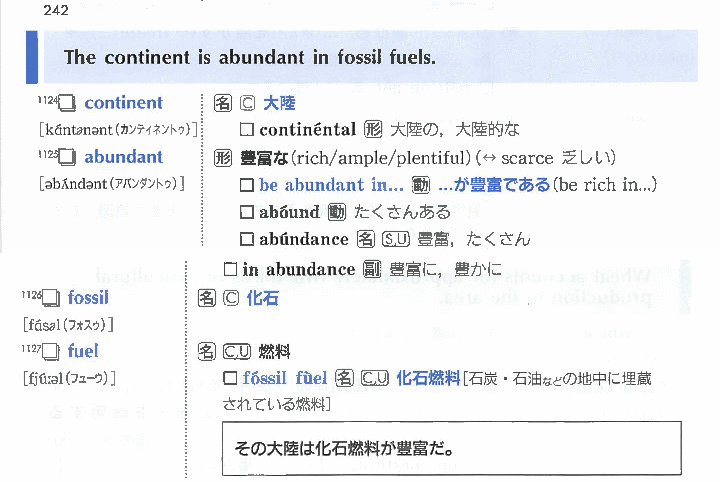 242
The continent is abundant in fossil fuels.
1124 continent 名 C 大陸
[kάntənənt(カンティネントゥ)] □ continéntal 形 大陸の，大陸的な
1125 abundant 形 豊富な(rich/ample/plentiful)(↔ scarce 乏しい)
[əbΛ́ndənt(アバンダントゥ)] □ be abundant in... 動 ...が豊富である(be rich in...)
□ abóund 動 たくさんある
□ abúndance 名 S,U 豊富，たくさん
□ in abundance 副 豊富に，豊かに
1126 fossil 名 C 化石
[fάsəl(フォスゥ)]
1127 fuel 名 C,U 燃料
[fjúːəl(フューウ)] □ fóssil fùel 名 C,U 化石燃料[石炭・石油などの地中に埋蔵
されている燃料]
その大陸は化石燃料が豊富だ。